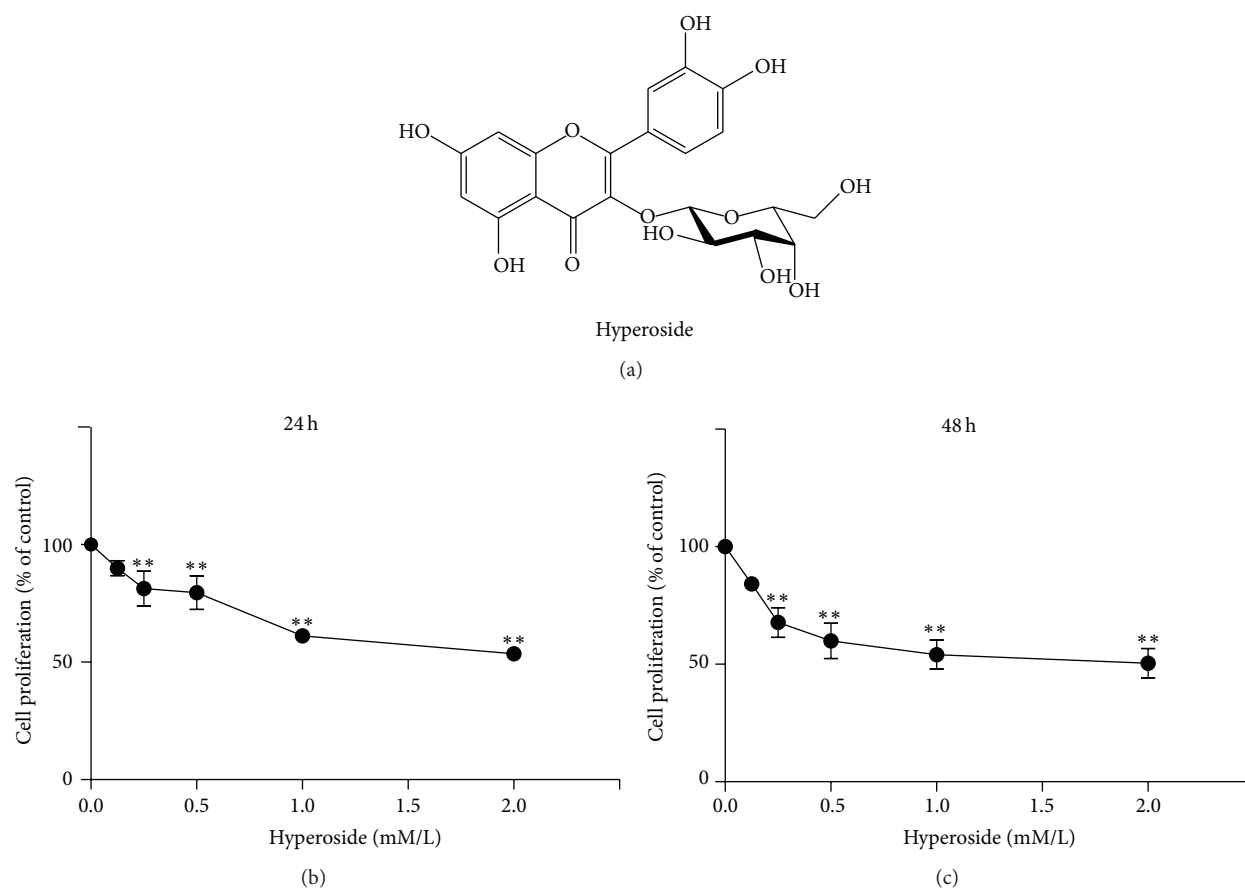 OH
OH
HO
O
OH
O
O
HO
OH
O
OH
OH
Hyperoside
(a)
24 h
Cell proliferation (% of control)
100
50
0
** ** ** **
0.0 0.5 1.0 1.5 2.0
Hyperoside (mM/L)
(b)
48 h
Cell proliferation (% of control)
100
50
0
** ** ** **
0.0 0.5 1.0 1.5 2.0
Hyperoside (mM/L)
(c)